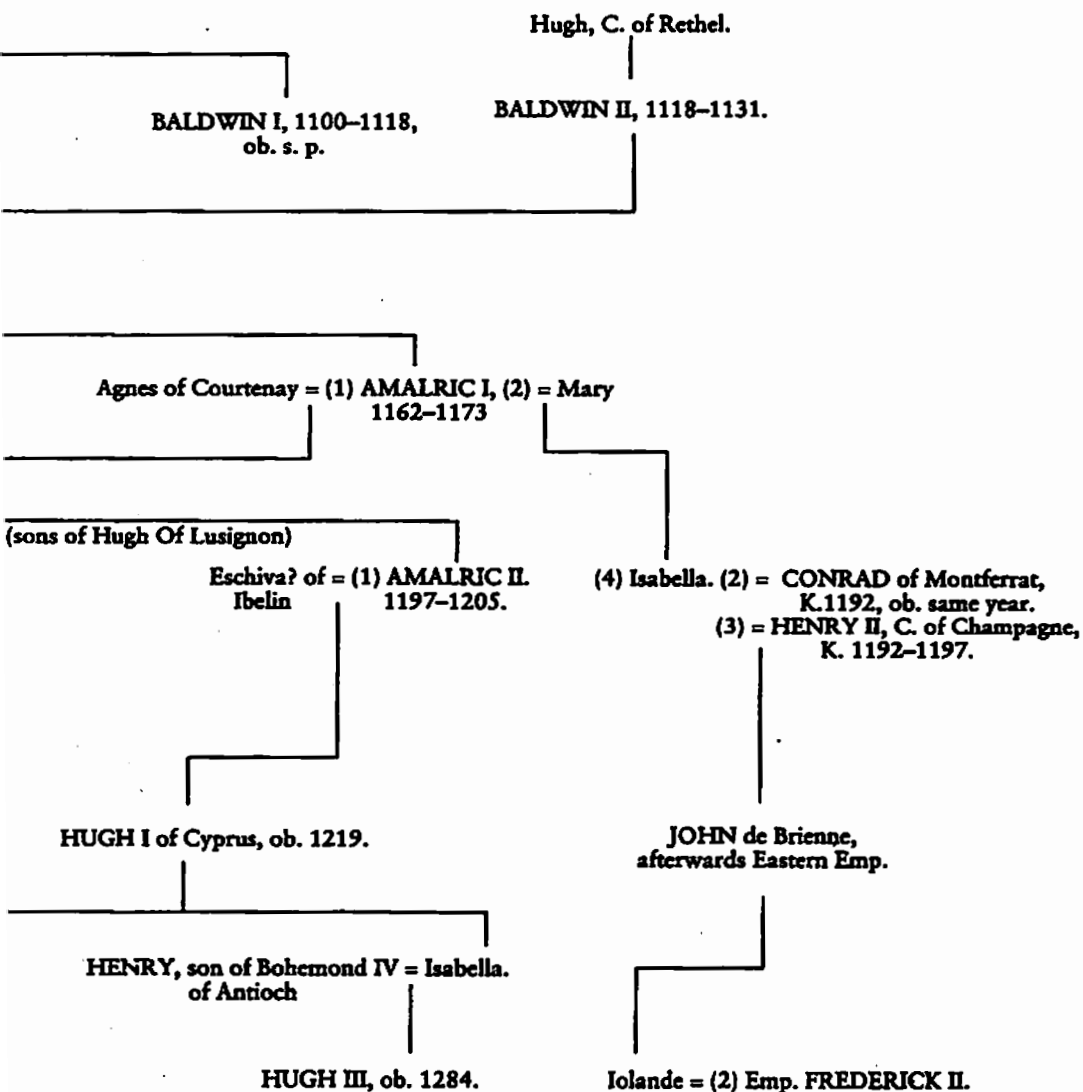 Hugh, C. of Rethel.
BALDWIN I, 1100–1118,
ob. s. p.
BALDWIN II, 1118–1131.
Agnes of Courtenay = (1) AMALRIC I, (2) = Mary
1162–1173
(sons of Hugh Of Lusignon)
Eschiva? of = (1) AMALRIC II.
Ibelin 1197–1205.
(4) Isabella. (2) = CONRAD of Montferrat,
K.1192, ob. same year.
(3) = HENRY II, C. of Champagne,
K. 1192–1197.
HUGH I of Cyprus, ob. 1219.
JOHN de Brienne,
afterwards Eastern Emp.
HENRY, son of Bohemond IV = Isabella.
of Antioch
HUGH III, ob. 1284.
Iolande = (2) Emp. FREDERICK II.